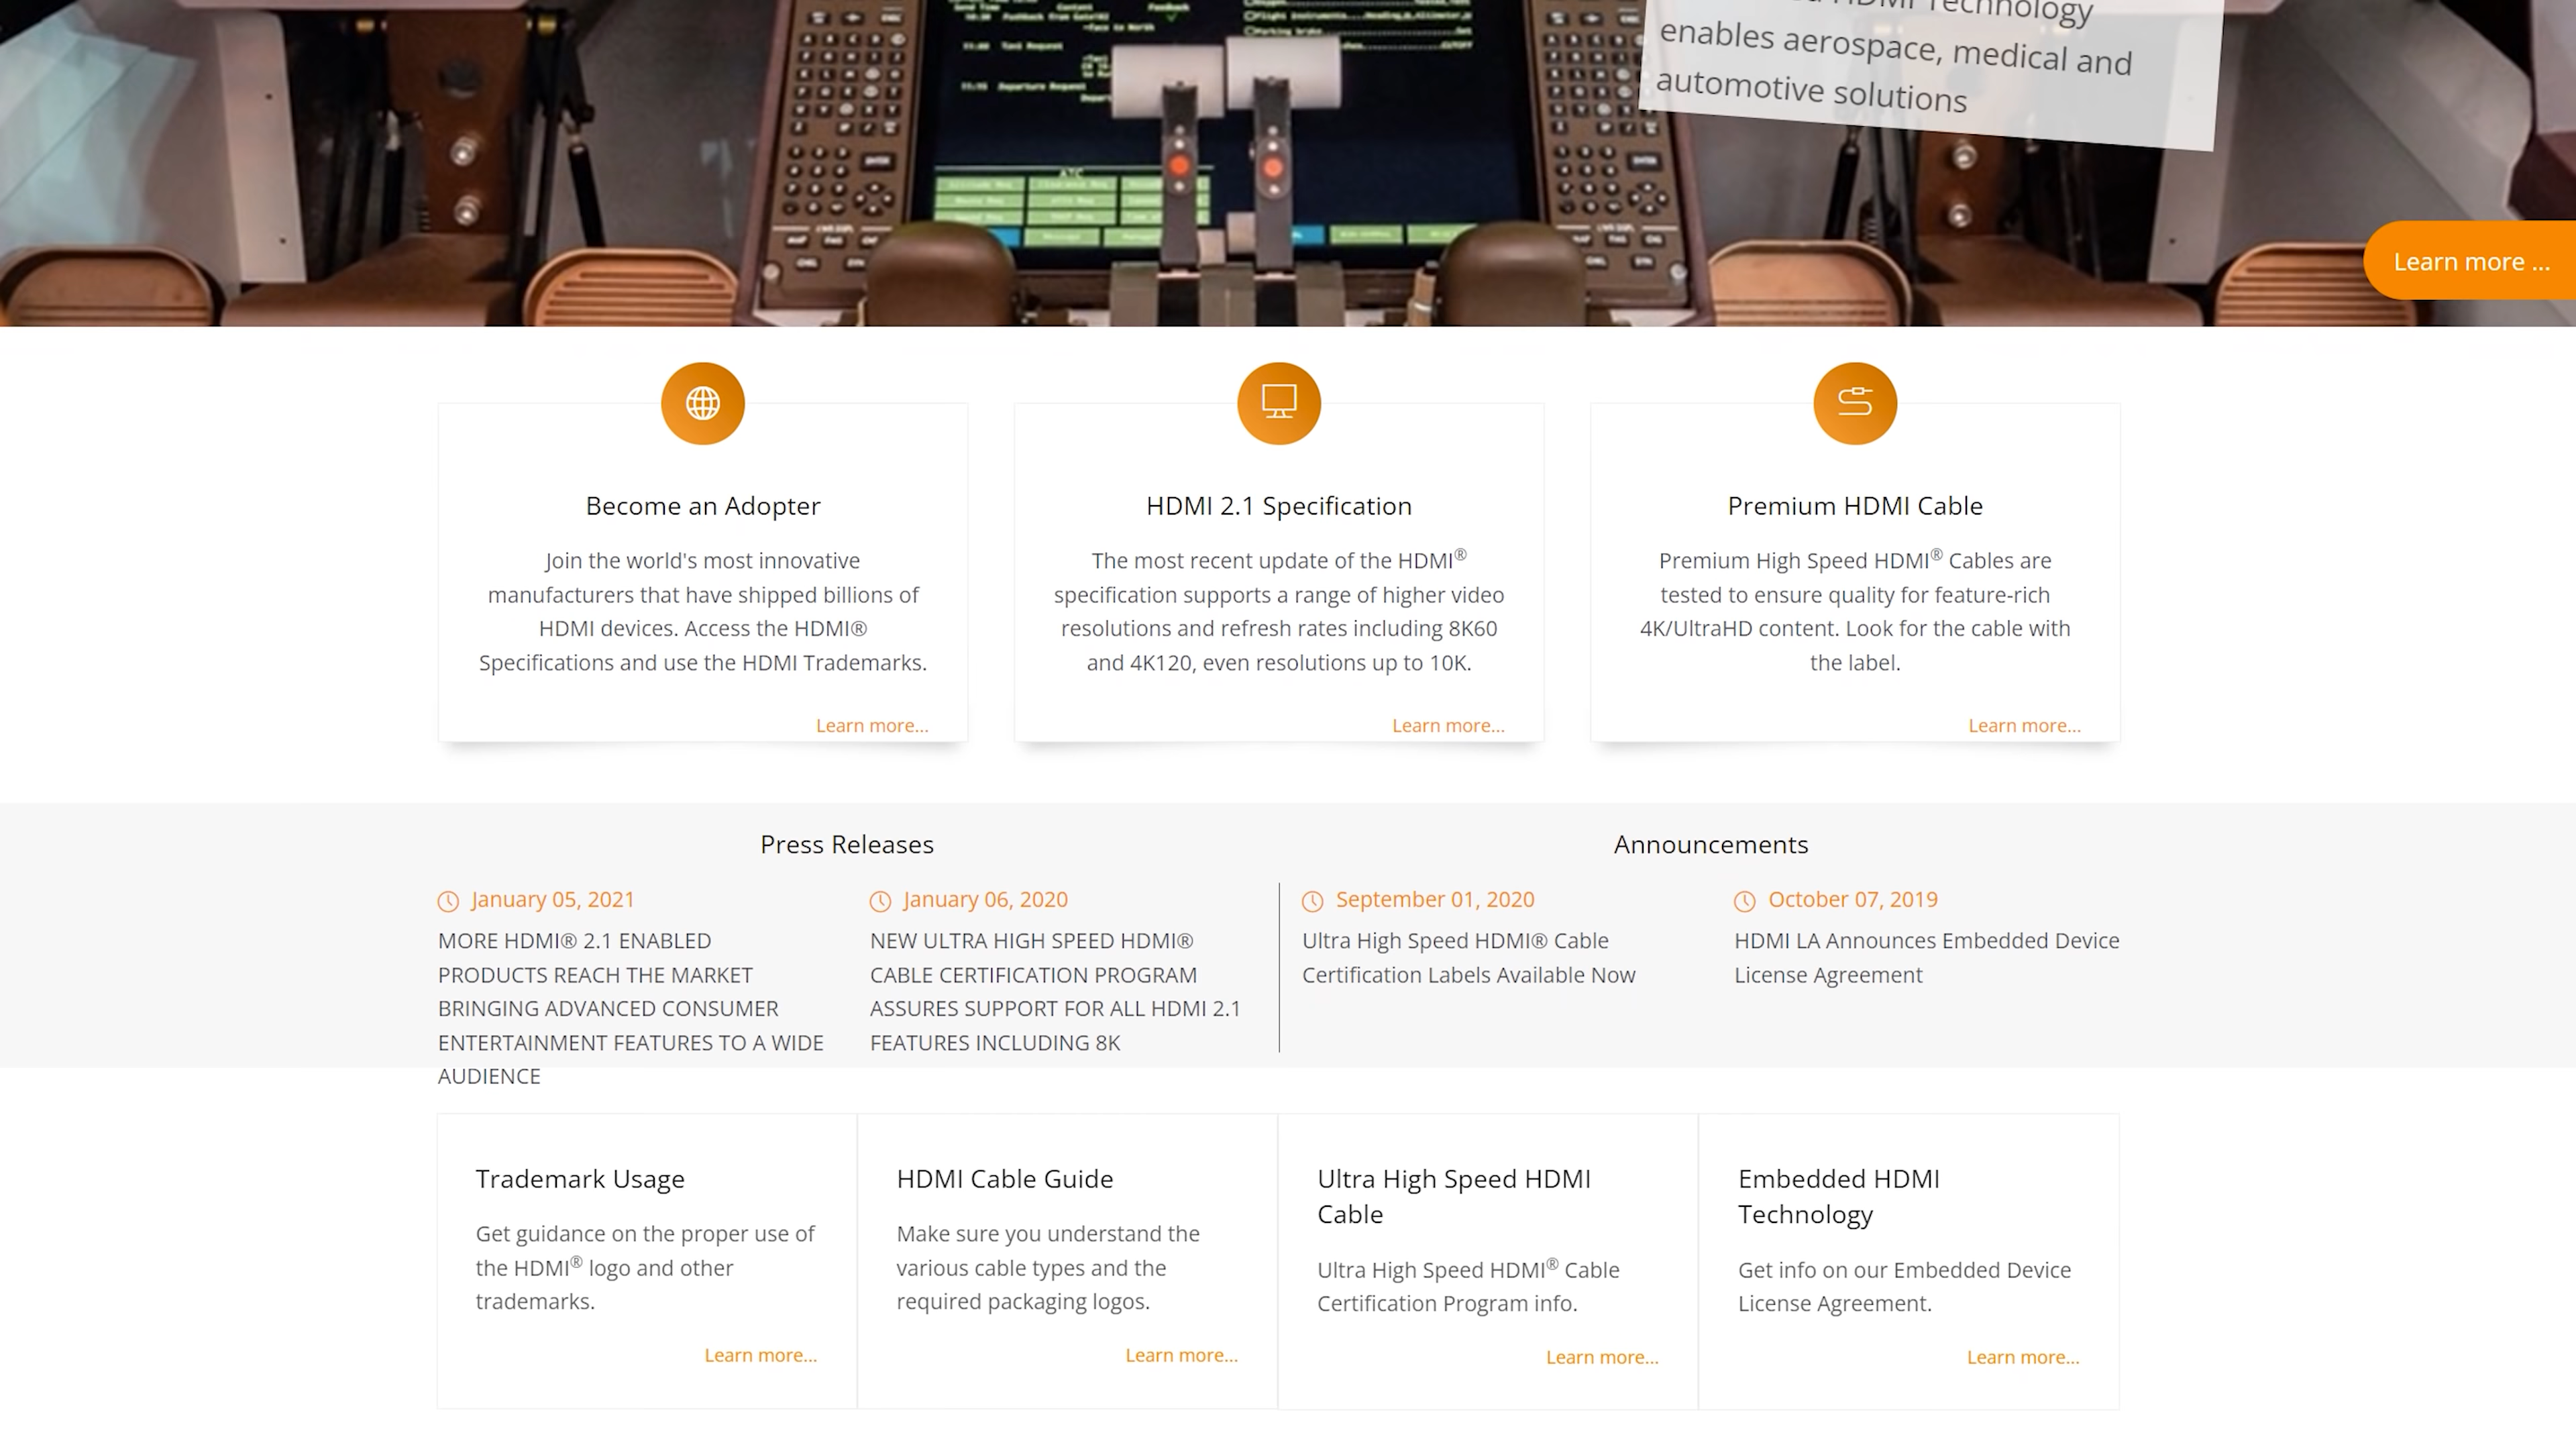 Technology
enables aerospace, medical and
automotive solutions
Learn more ...
Become an Adopter
Join the world's most innovative
manufacturers that have shipped billions of
HDMI devices. Access the HDMI®
Specifications and use the HDMI Trademarks.
Learn more...
HDMI 2.1 Specification
The most recent update of the HDMI®
specification supports a range of higher video
resolutions and refresh rates including 8K60
and 4K120, even resolutions up to 10K.
Learn more...
Premium HDMI Cable
Premium High Speed HDMI® Cables are
tested to ensure quality for feature-rich
4K/UltraHD content. Look for the cable with
the label.
Learn more...
Press Releases
January 05, 2021
MORE HDMI® 2.1 ENABLED
PRODUCTS REACH THE MARKET
BRINGING ADVANCED CONSUMER
ENTERTAINMENT FEATURES TO A WIDE
AUDIENCE
January 06, 2020
NEW ULTRA HIGH SPEED HDMI®
CABLE CERTIFICATION PROGRAM
ASSURES SUPPORT FOR ALL HDMI 2.1
FEATURES INCLUDING 8K
Announcements
September 01, 2020
Ultra High Speed HDMI® Cable
Certification Labels Available Now
October 07, 2019
HDMI LA Announces Embedded Device
License Agreement
Trademark Usage
Get guidance on the proper use of
the HDMI® logo and other
trademarks.
Learn more...
HDMI Cable Guide
Make sure you understand the
various cable types and the
required packaging logos.
Learn more...
Ultra High Speed HDMI
Cable
Ultra High Speed HDMI® Cable
Certification Program info.
Learn more...
Embedded HDMI
Technology
Get info on our Embedded Device
License Agreement.
Learn more...